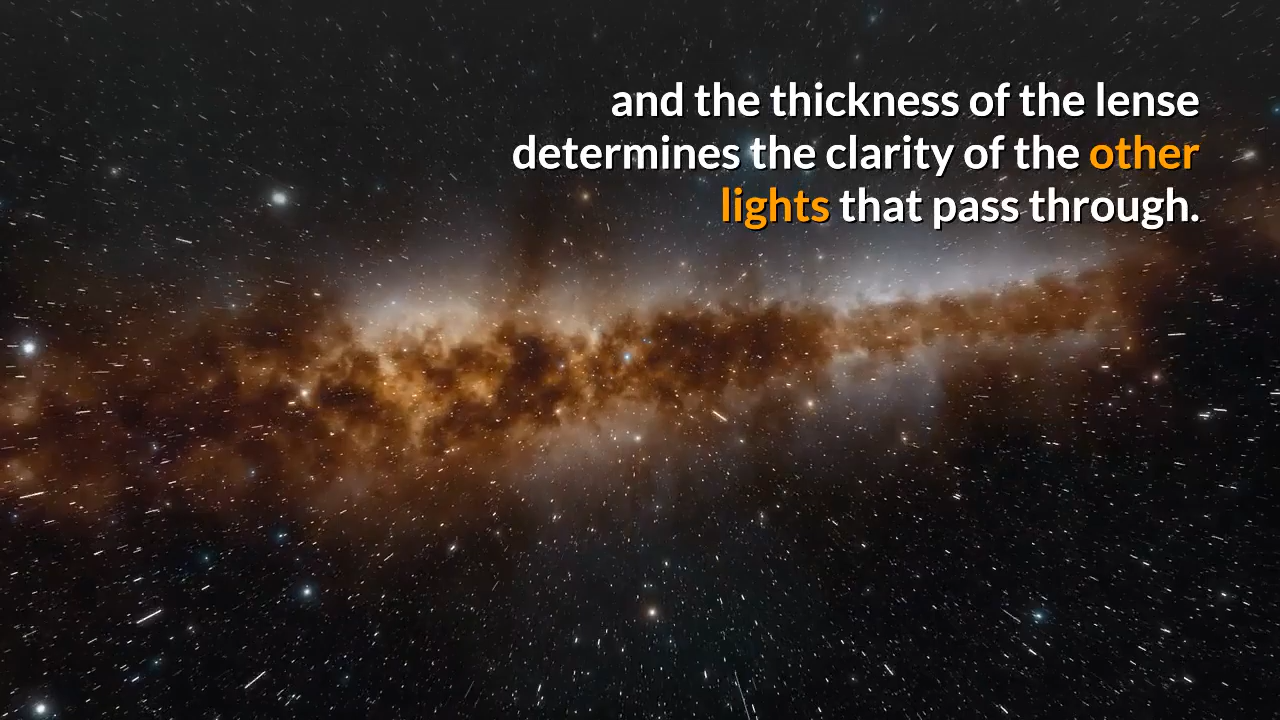 and the thickness of the lense
determines the clarity of the other
lights that pass through.